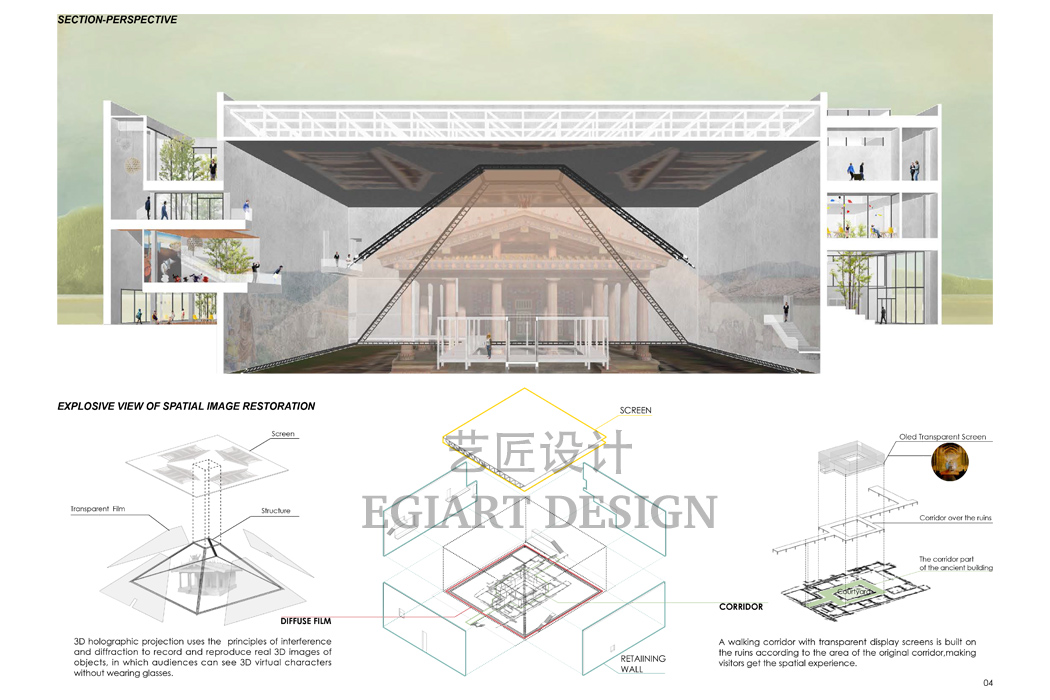 SECTION-PERSPECTIVE
EXPLOSIVE VIEW OF SPATIAL IMAGE RESTORATION
Screen
Transparent Film
Structure
SCREEN
艺匠设计
EGIART DESIGN
DIFFUSE FILM
CORRIDOR
RETAIINING
WALL
Oled Transparent Screen
Corridor over the ruins
The corridor part
of the ancient building
Courtyard
3D holographic projection uses the principles of interference
and diffraction to record and reproduce real 3D images of
objects, in which audiences can see 3D virtual characters
without wearing glasses.
A walking corridor with transparent display screens is built on
the ruins according to the area of the original corridor,making
visitors get the spatial experience.
04